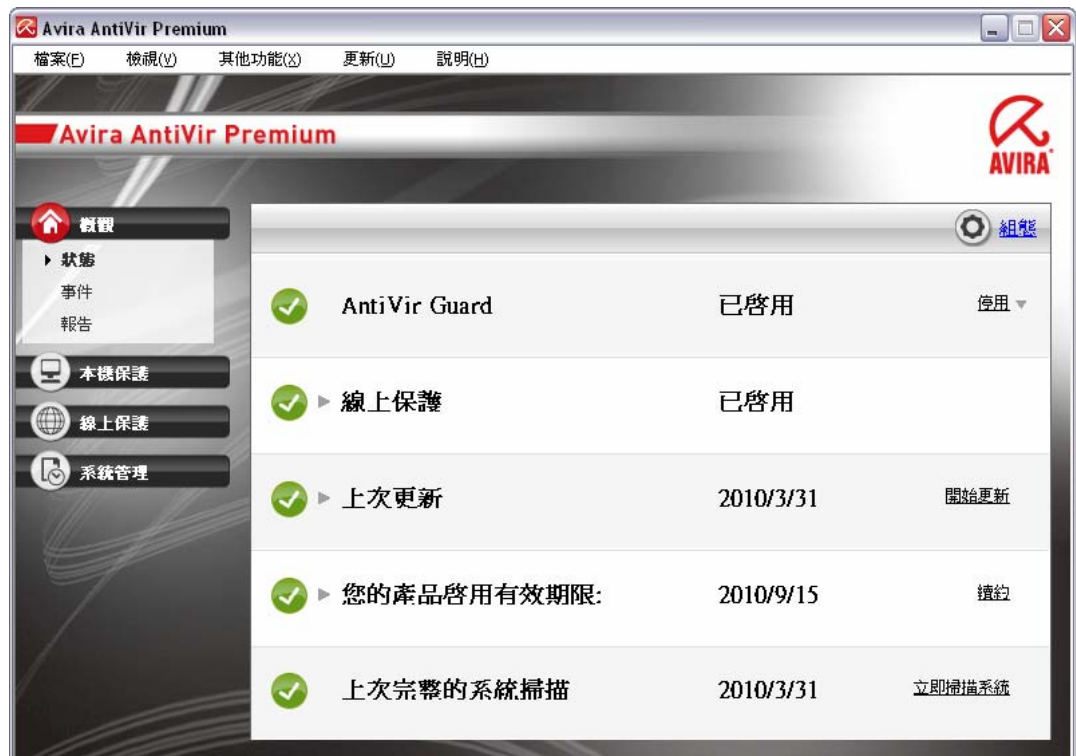 Avira AntiVir Premium
檔案(F) 檢視(V) 其他功能(X) 更新(U) 說明(H)
Avira AntiVir Premium
AVIRA
概觀
狀態
事件
報告
本機保護
線上保護
系統管理
組態
AntiVir Guard 已啓用 停用
線上保護 已啓用
上次更新 2010/3/31 開始更新
您的產品啓用有效期限: 2010/9/15 續約
上次完整的系統掃描 2010/3/31 立即掃描系統